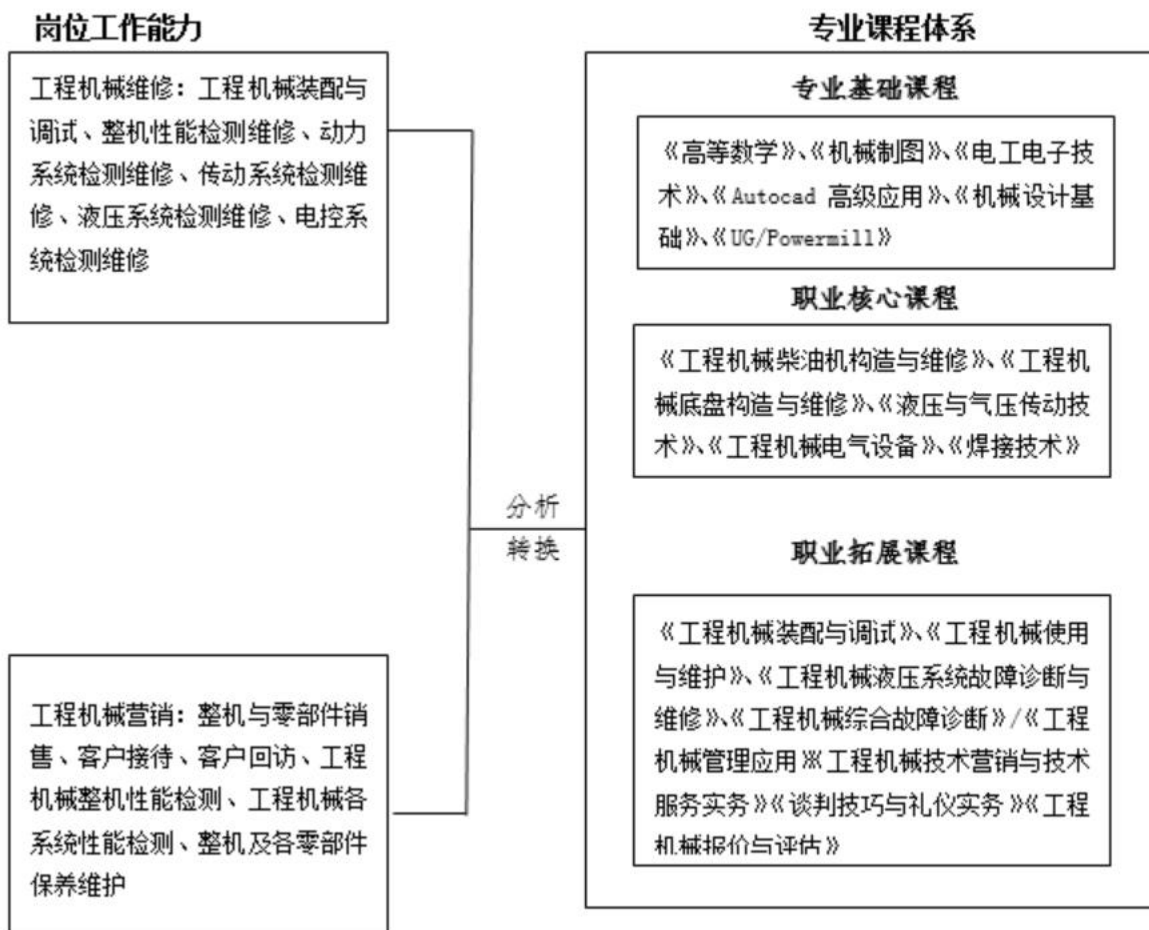 岗位工作能力
工程机械维修：工程机械装配与
调试、整机性能检测维修、动力
系统检测维修、传动系统检测维
修、液压系统检测维修、电控系
统检测维修
工程机械营销：整机与零部件销
售、客户接待、客户回访、工程
机械整机性能检测、工程机械各
系统性能检测、整机及各零部件
保养维护
分析
转换
专业课程体系
专业基础课程
《高等数学》、《机械制图》、《电工电子技
术》、《Autocad 高级应用》、《机械设计基
础》、《UG/Powermill》
职业核心课程
《工程机械柴油机构造与维修》、《工程机
械底盘构造与维修》、《液压与气压传动技
术》、《工程机械电气设备》、《焊接技术》
职业拓展课程
《工程机械装配与调试》、《工程机械使用
与维护》、《工程机械液压系统故障诊断与
维修》、《工程机械综合故障诊断》/《工程
机械管理应用》《工程机械技术营销与技术
服务实务》《谈判技巧与礼仪实务》《工程
机械报价与评估》